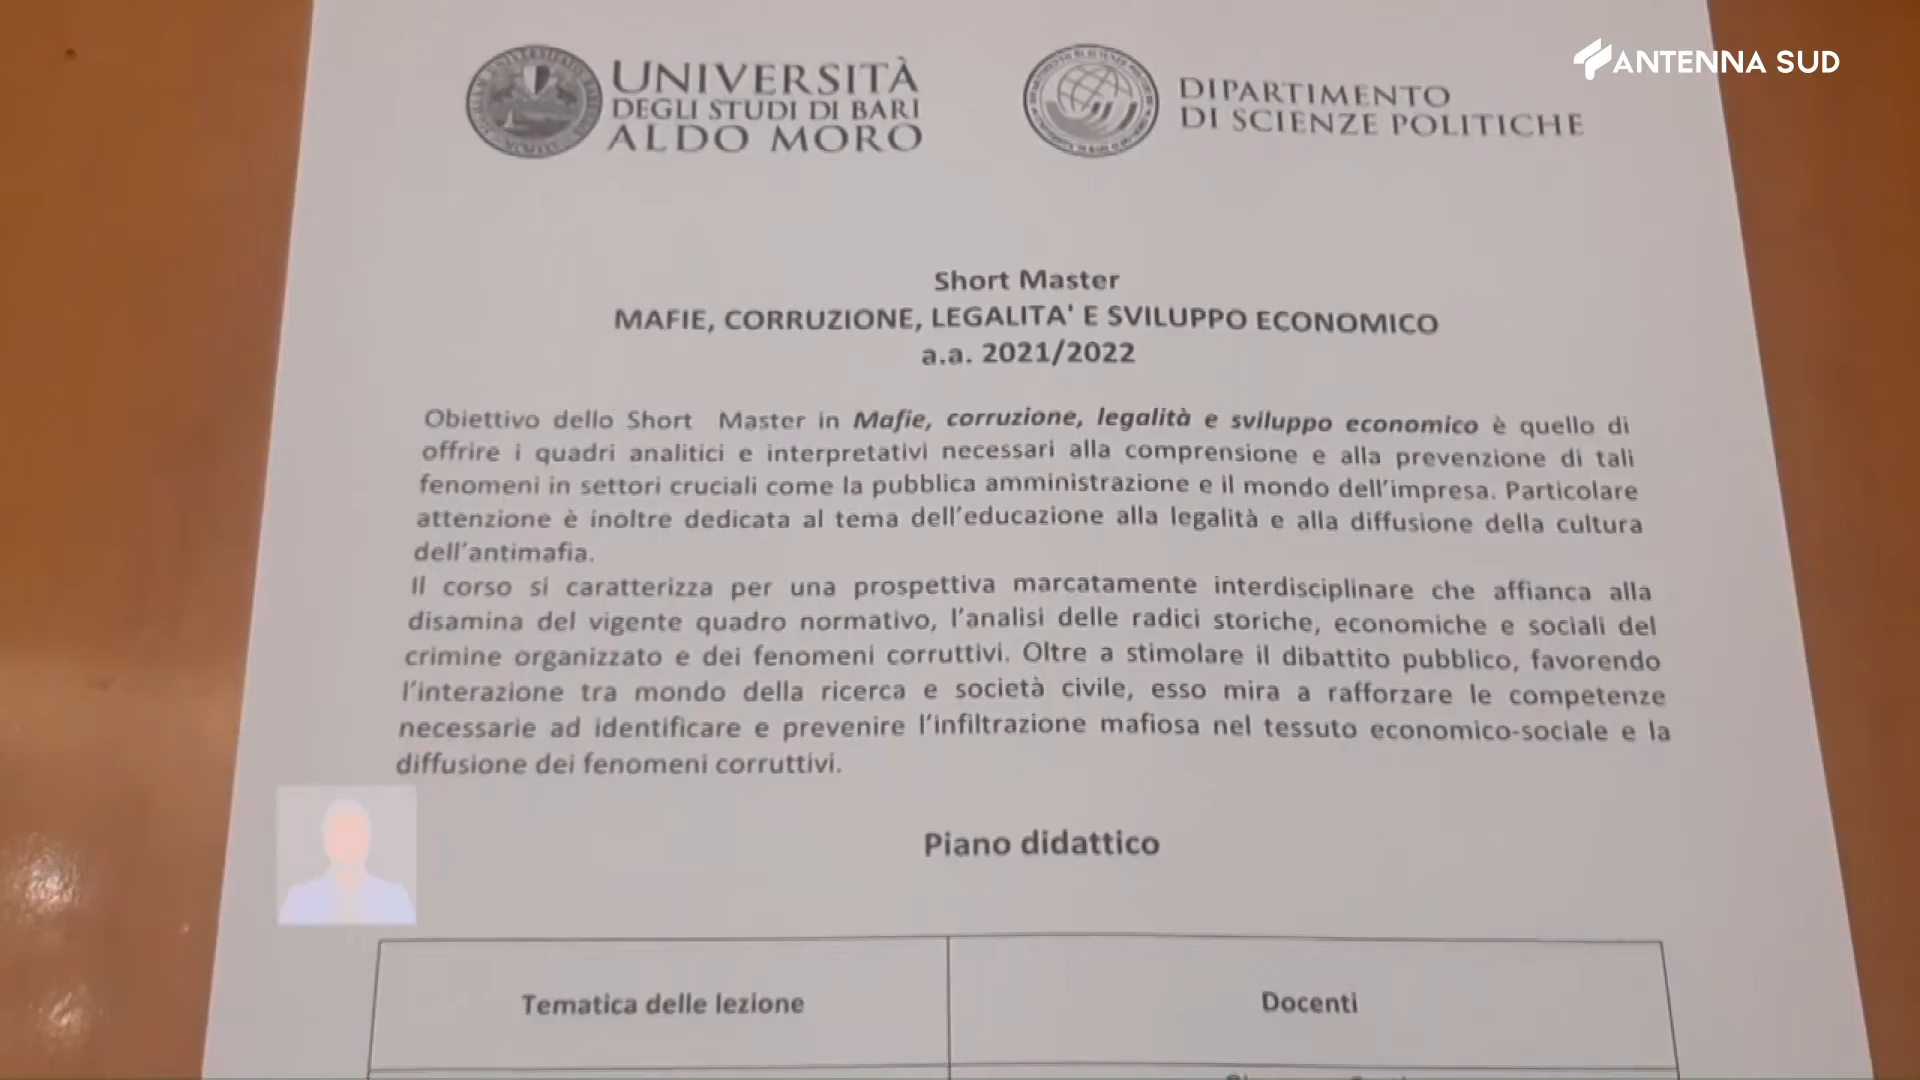 ANTENNA SUD
UNIVERSITÀ
DEGLI STUDI DI BARI
ALDO MORO
DIPARTIMENTO
DI SCIENZE POLITICHE
Short Master
MAFIE, CORRUZIONE, LEGALITA' E SVILUPPO ECONOMICO
a.a. 2021/2022
Obiettivo dello Short Master in Mafie, corruzione, legalità e sviluppo economico è quello di
offrire i quadri analitici e interpretativi necessari alla comprensione e alla prevenzione di tali
fenomeni in settori cruciali come la pubblica amministrazione e il mondo dell'impresa. Particolare
attenzione è inoltre dedicata al tema dell'educazione alla legalità e alla diffusione della cultura
dell'antimafia.
Il corso si caratterizza per una prospettiva marcatamente interdisciplinare che affianca alla
disamina del vigente quadro normativo, l'analisi delle radici storiche, economiche e sociali del
crimine organizzato e dei fenomeni corruttivi. Oltre a stimolare il dibattito pubblico, favorendo
l'interazione tra mondo della ricerca e società civile, esso mira a rafforzare le competenze
necessarie ad identificare e prevenire l'infiltrazione mafiosa nel tessuto economico-sociale e la
diffusione dei fenomeni corruttivi.
Piano didattico
Tematica delle lezione
Docenti